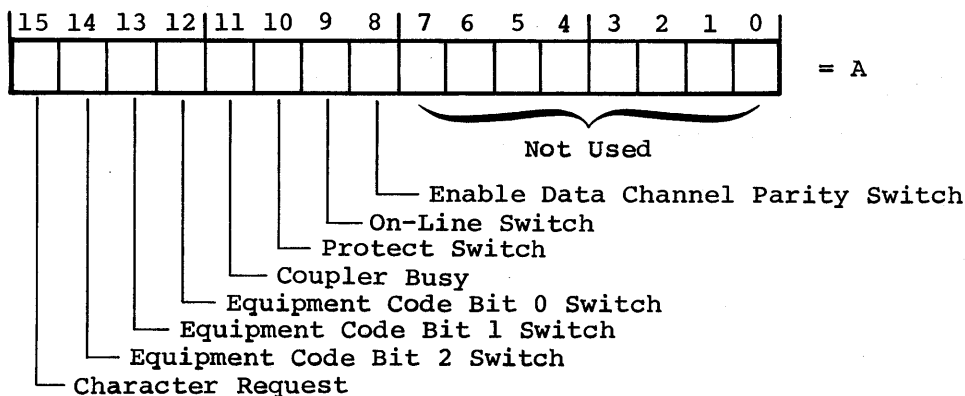 15 14 13 12 11 10 9 8 7 6 5 4 3 2 1 0
= A
Not Used
Enable Data Channel Parity Switch
On-Line Switch
Protect Switch
Coupler Busy
Equipment Code Bit 0 Switch
Equipment Code Bit 1 Switch
Equipment Code Bit 2 Switch
Character Request